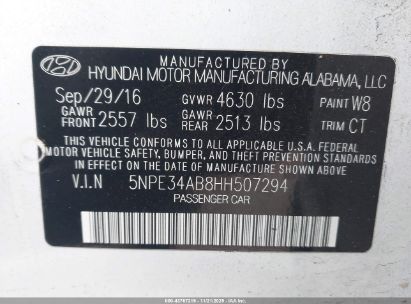 MANUFACTURED BY
HYUNDAI MOTOR MANUFACTURING ALABAMA, LLC
Sep/29/16 GVWR 4630 lbs PAINT W8
GAWR FRONT 2557 lbs GAWR REAR 2513 lbs TRIM CT
THIS VEHICLE CONFORMS TO ALL APPLICABLE U.S.A. FEDERAL
MOTOR VEHICLE SAFETY, BUMPER, AND THEFT PREVENTION STANDARDS
IN EFFECT ON THE DATE OF MANUFACTURE SHOWN ABOVE.
V.I.N 5NPE34AB8HH507294
PASSENGER CAR